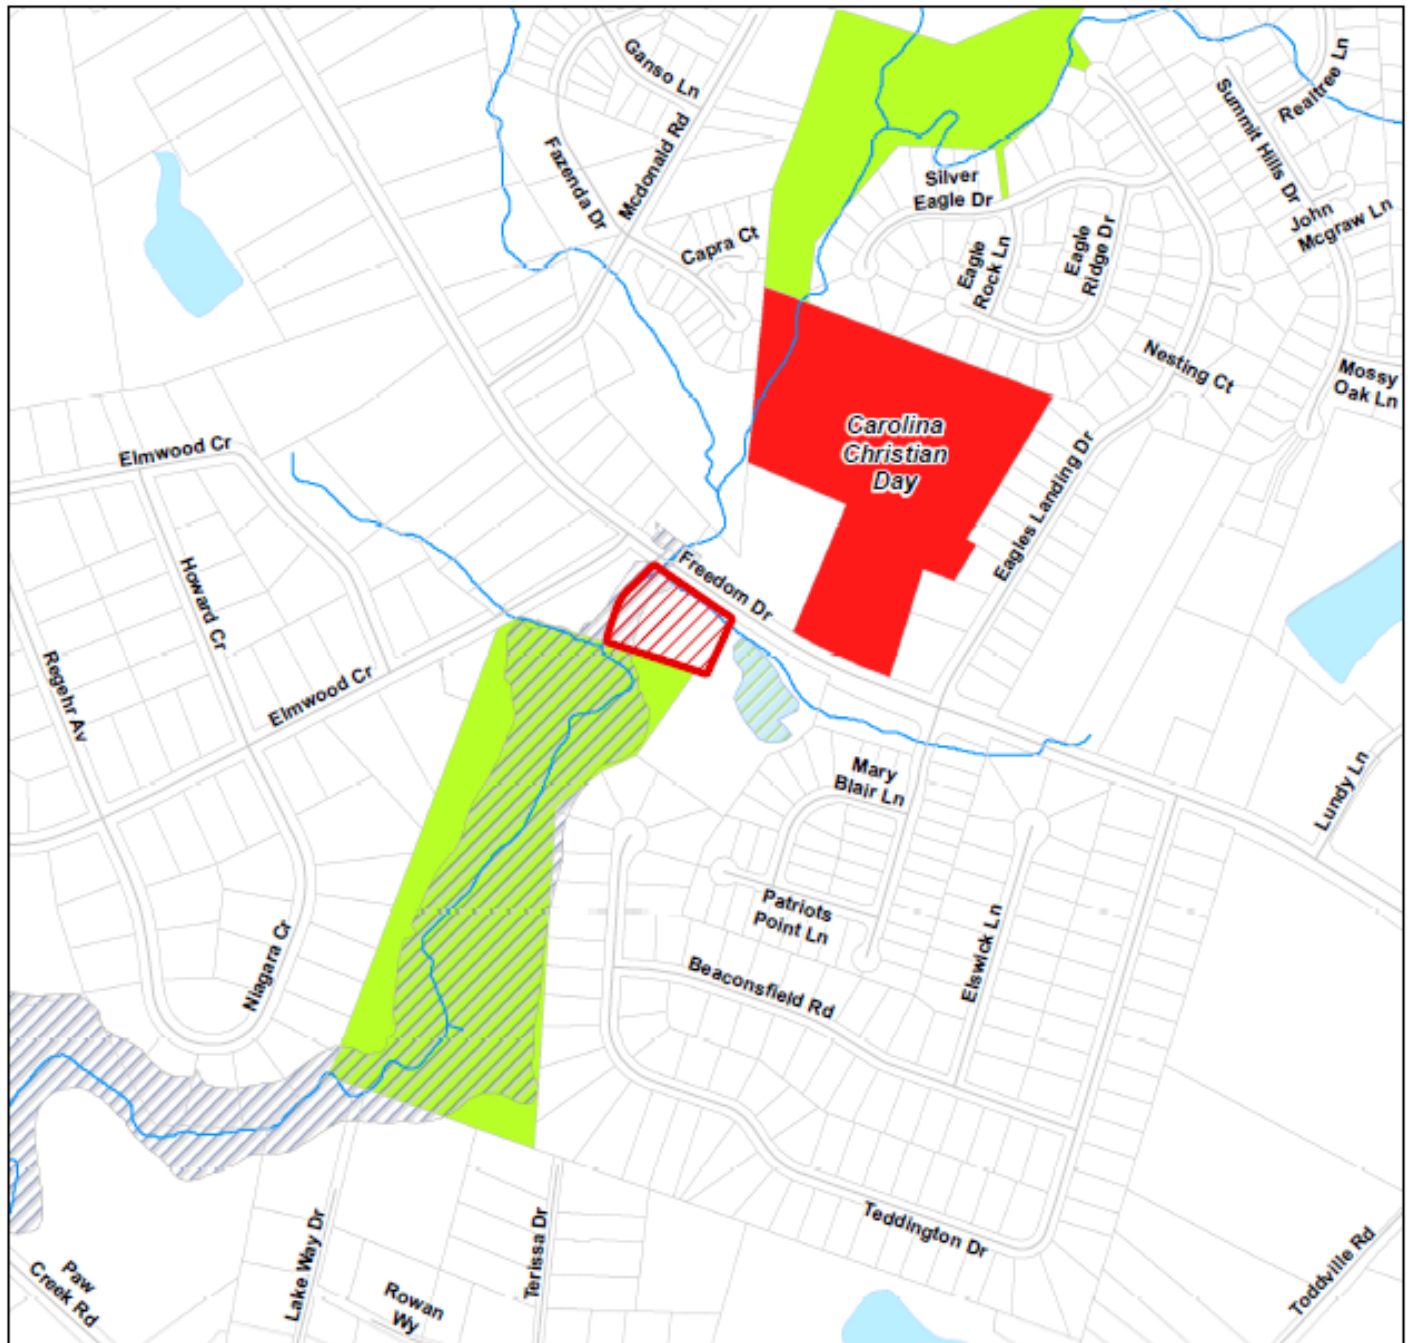 Ganso Ln
Realtree Ln
Summit Hills Dr
Fazenda Dr
Mcdonald Rd
Silver
Eagle Dr
John
Mcgraw Ln
Capra Ct
Eagle
Rock Ln
Eagle
Ridge Dr
Nesting Ct
Mossy
Oak Ln
Elmwood Cr
Carolina
Christian
Day
Eagles Landing Dr
Howard Cr
Freedom Dr
Regehr Av
Elmwood Cr
Mary
Blair Ln
Lundy Ln
Patriots
Point Ln
Niagara Cr
Elswick Ln
Beaconsfield Rd
Teddington Dr
Lake Way Dr
Terissa Dr
Toddville Rd
Paw
Creek Rd
Rowan
Wy